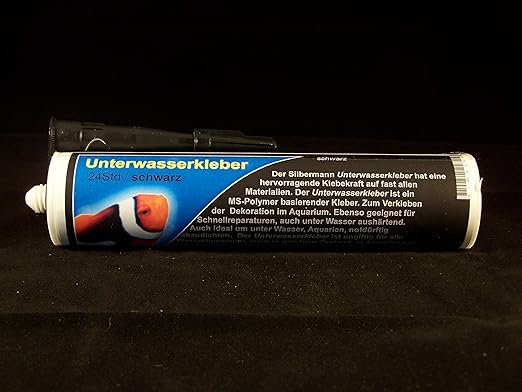 Unterwasserkleber
24Std / schwarz
schwarz
Der Silbermann Unterwasserkleber hat eine
hervorragende Klebekraft auf fast allen
Materialien. Der Unterwasserkleber ist ein
MS-Polymer basierender Kleber. Zum Verkleben
der Dekoration im Aquarium. Ebenso geeignet für
Schnellreparaturen, auch unter Wasser aushärtend.
Auch ideal um unter Wasser, Aquarien, notdürftig
abzudichten. Der Unterwasserkleber ist ungiftig für alle